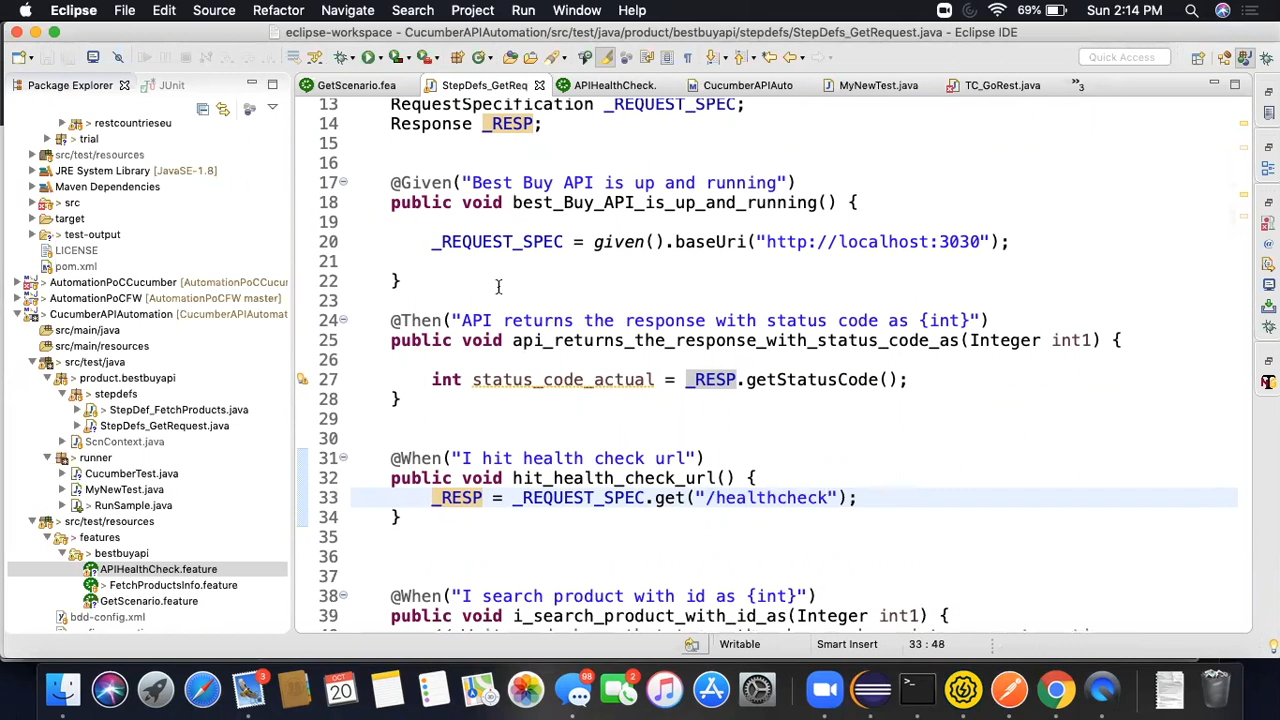 Eclipse File Edit Source Refactor Navigate Search Project Run Window Help 69% Sun 2:14 PM
eclipse-workspace - CucumberAPIAutomation/src/test/java/product/bestbuyapi/stepdefs/StepDefs_GetRequest.java - Eclipse IDE
Quick Access
Package Explorer JUnit
GetScenario.fea StepDefs_GetReq APIHealthCheck. CucumberAPIAuto MyNewTest.java TC_GoRest.java »3
> restcountrieseu
> trial
src/test/resources
JRE System Library [JavaSE-1.8]
Maven Dependencies
> src
target
> test-output
LICENSE
pom.xml
> AutomationPoCCucumber [AutomationPoCCucu
> AutomationPoCFW [AutomationPoCFW master]
> CucumberAPIAutomation [CucumberAPIAutomat
src/main/java
src/main/resources
> src/test/java
> product.bestbuyapi
> stepdefs
> StepDef_FetchProducts.java
> StepDefs_GetRequest.java
ScnContext.java
> runner
> CucumberTest.java
> MyNewTest.java
> RunSample.java
> src/test/resources
> features
> bestbuyapi
APIHealthCheck.feature
> FetchProductsInfo.feature
GetScenario.feature
bdd-config.xml
13 RequestSpecification _REQUEST_SPEC;
14 Response _RESP;
15
16
17 @Given("Best Buy API is up and running")
18 public void best_Buy_API_is_up_and_running() {
19
20 _REQUEST_SPEC = given().baseUri("http://localhost:3030");
21
22 }
23
24 @Then("API returns the response with status code as {int}")
25 public void api_returns_the_response_with_status_code_as(Integer int1) {
26
27 int status_code_actual = _RESP.getStatusCode();
28 }
29
30
31 @When("I hit health check url")
32 public void hit_health_check_url() {
33 _RESP = _REQUEST_SPEC.get("/healthcheck");
34 }
35
36
37
38 @When("I search product with id as {int}")
39 public void i_search_product_with_id_as(Integer int1) {
Writable Smart Insert 33 : 48
3 OCT 20 98 2